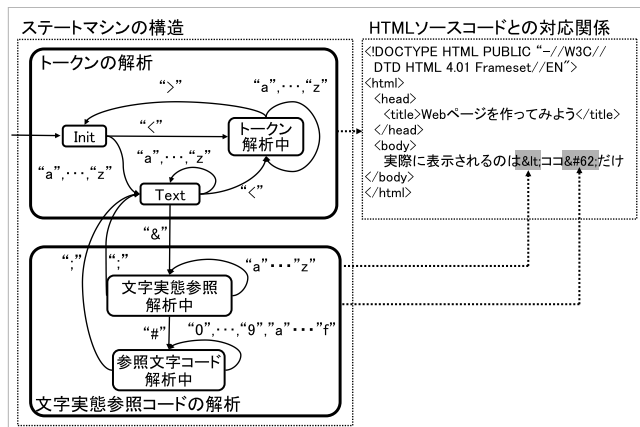 ステートマシンの構造
トークンの解析
“>”
“a”,･･･,“z”
Init
“<”
トークン
解析中
“a”,･･･,“z”
“a”,･･･,“z”
Text
“<”
“&”
“;”
“;”
文字実態参照
解析中
“a”･･･”z”
“#”
“0”,･･･,“9”,”a”･･･”f”
参照文字コード
解析中
文字実態参照コードの解析
HTMLソースコードとの対応関係
<!DOCTYPE HTML PUBLIC “-//W3C//
DTD HTML 4.01 Frameset//EN”>
<html>
<head>
<title>Webページを作ってみよう</title>
</head>
<body>
実際に表示されるのは&lt;ココ&#62;だけ
</body>
</html>